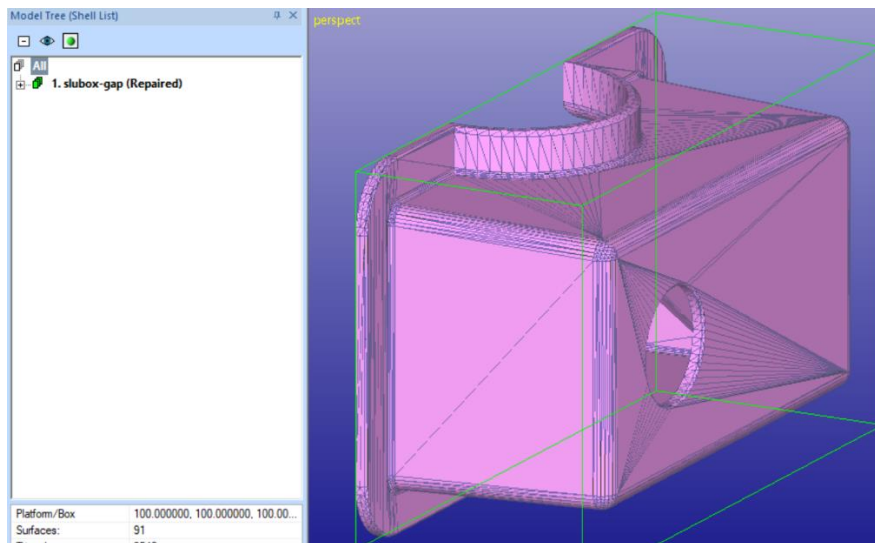 Model Tree (Shell List)
perspect
All
1. slubox-gap (Repaired)
Platform/Box 100.000000, 100.000000, 100.00...
Surfaces: 91